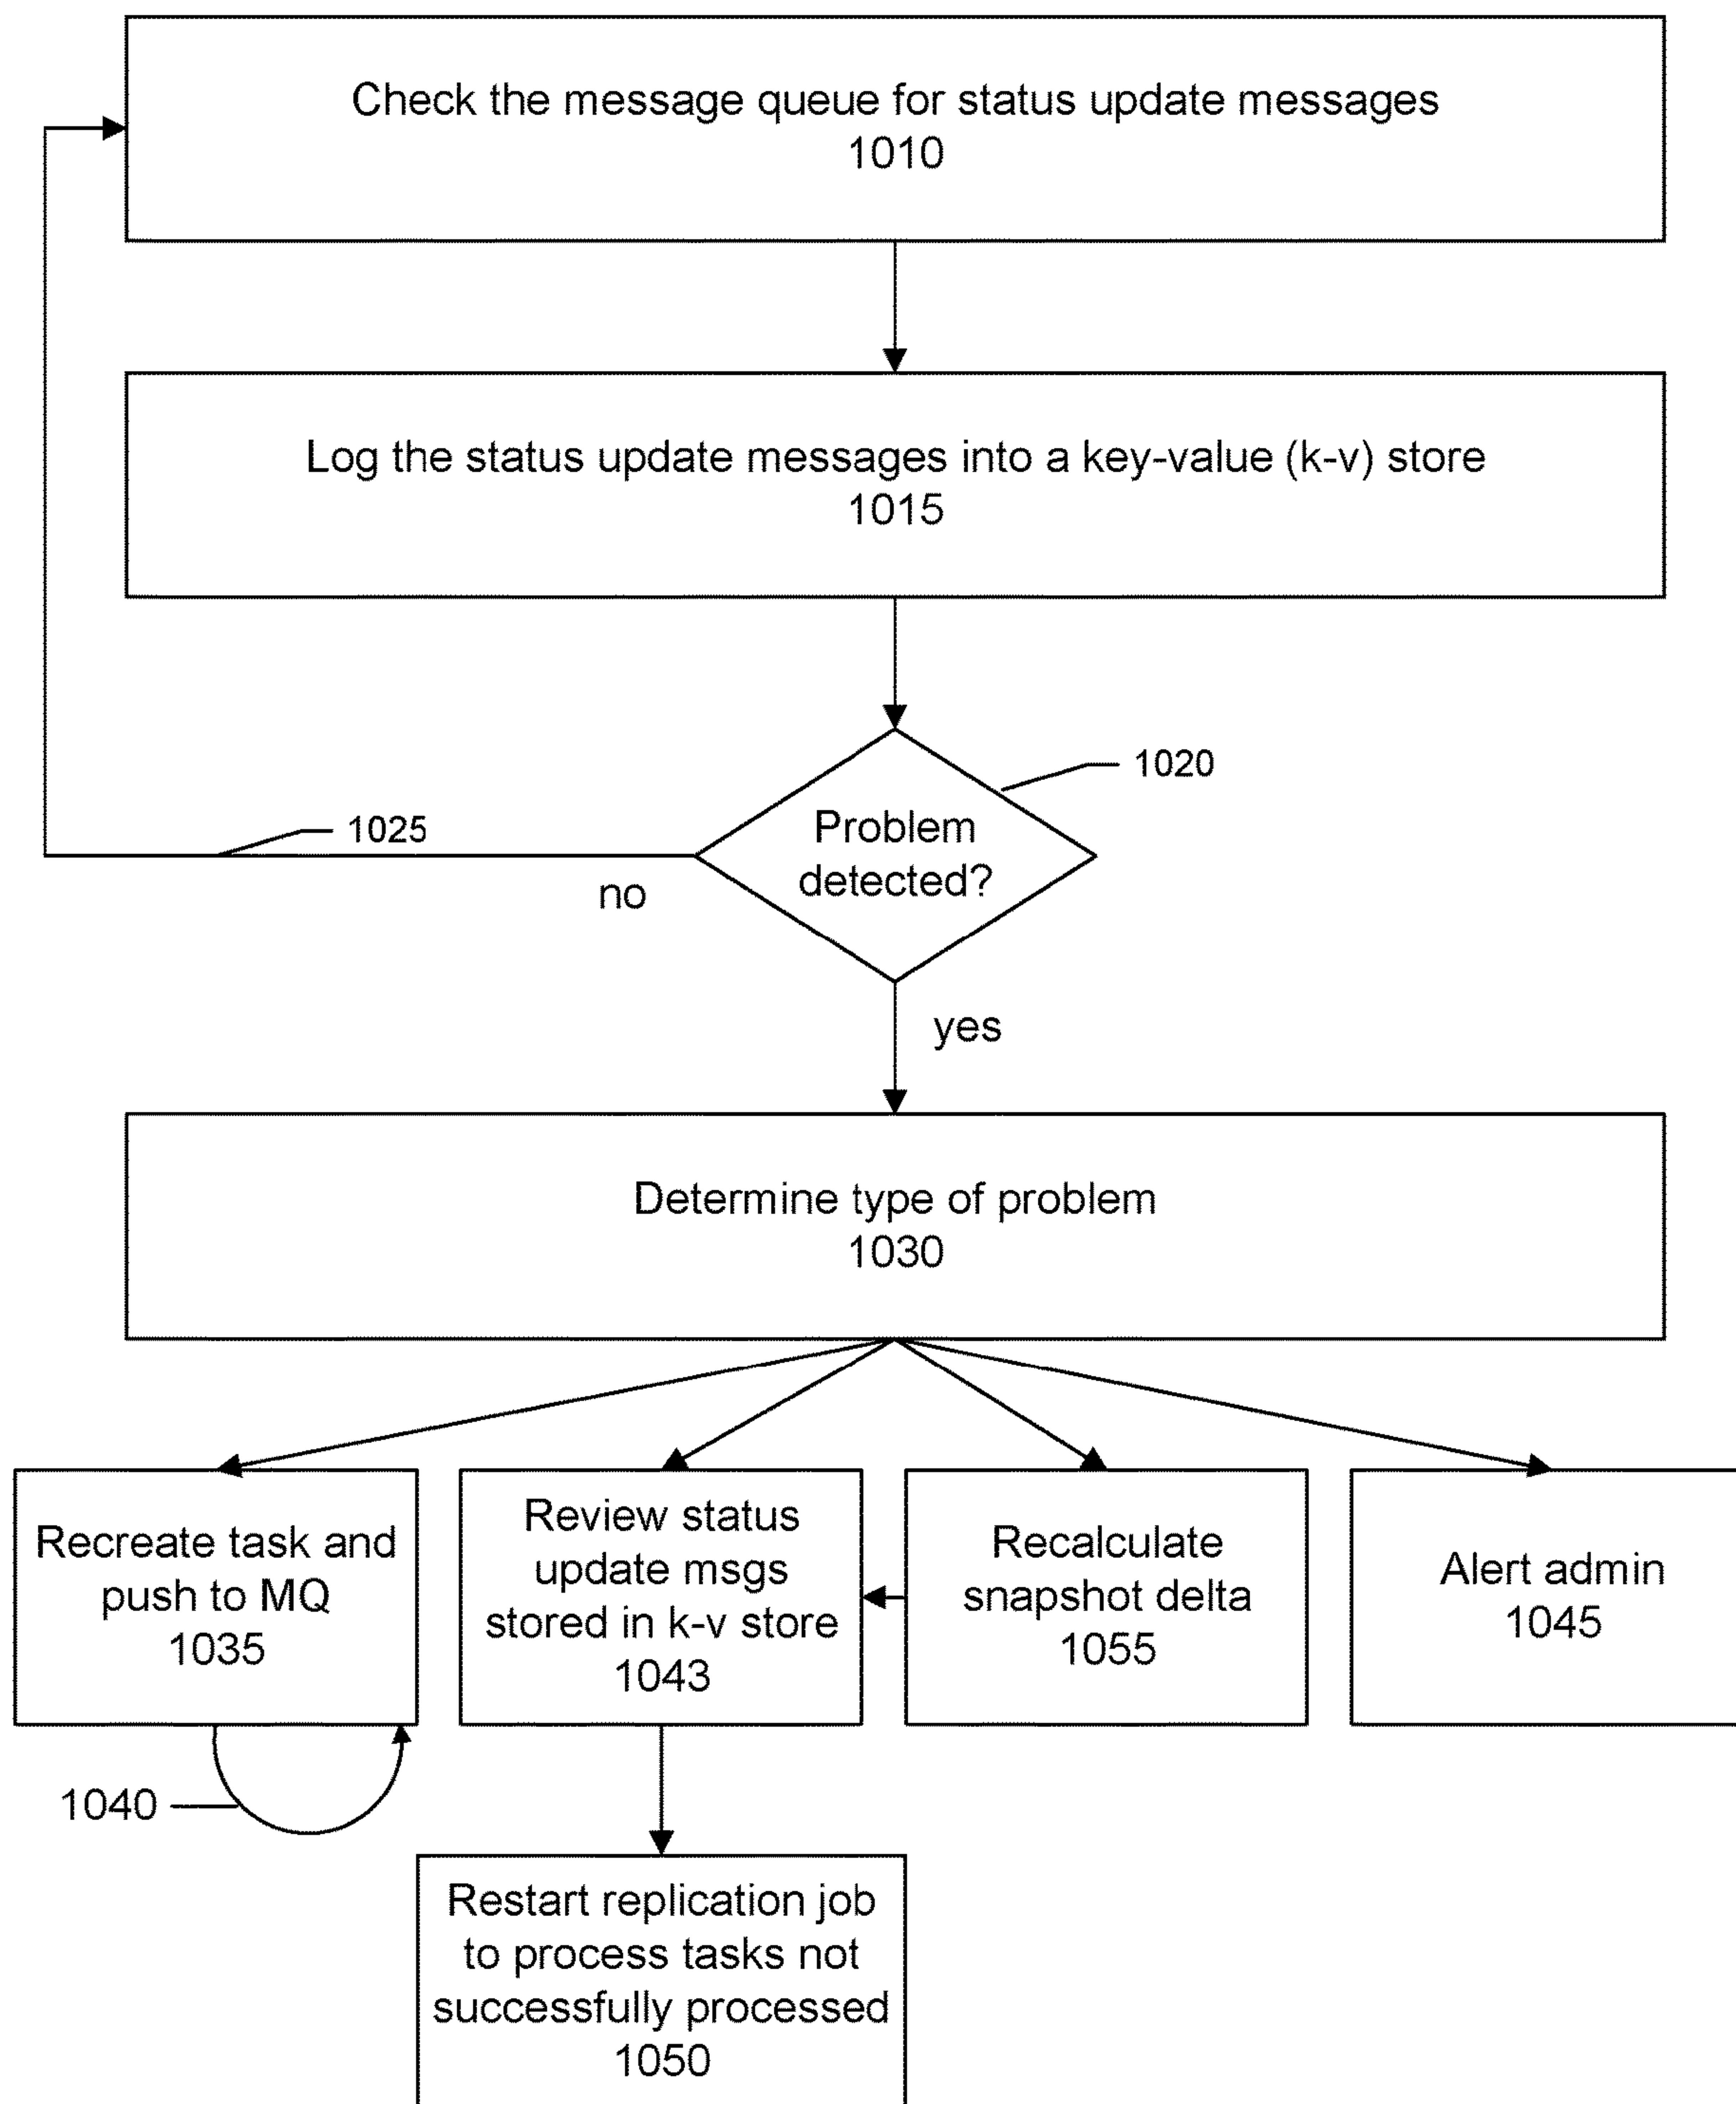 Check the message queue for status update messages
1010
Log the status update messages into a key-value (k-v) store
1015
1020
Problem
detected?
1025
no
yes
Determine type of problem
1030
Recreate task and
push to MQ
1035
Review status
update msgs
stored in k-v store
1043
Recalculate
snapshot delta
1055
Alert admin
1045
1040
Restart replication job
to process tasks not
successfully processed
1050